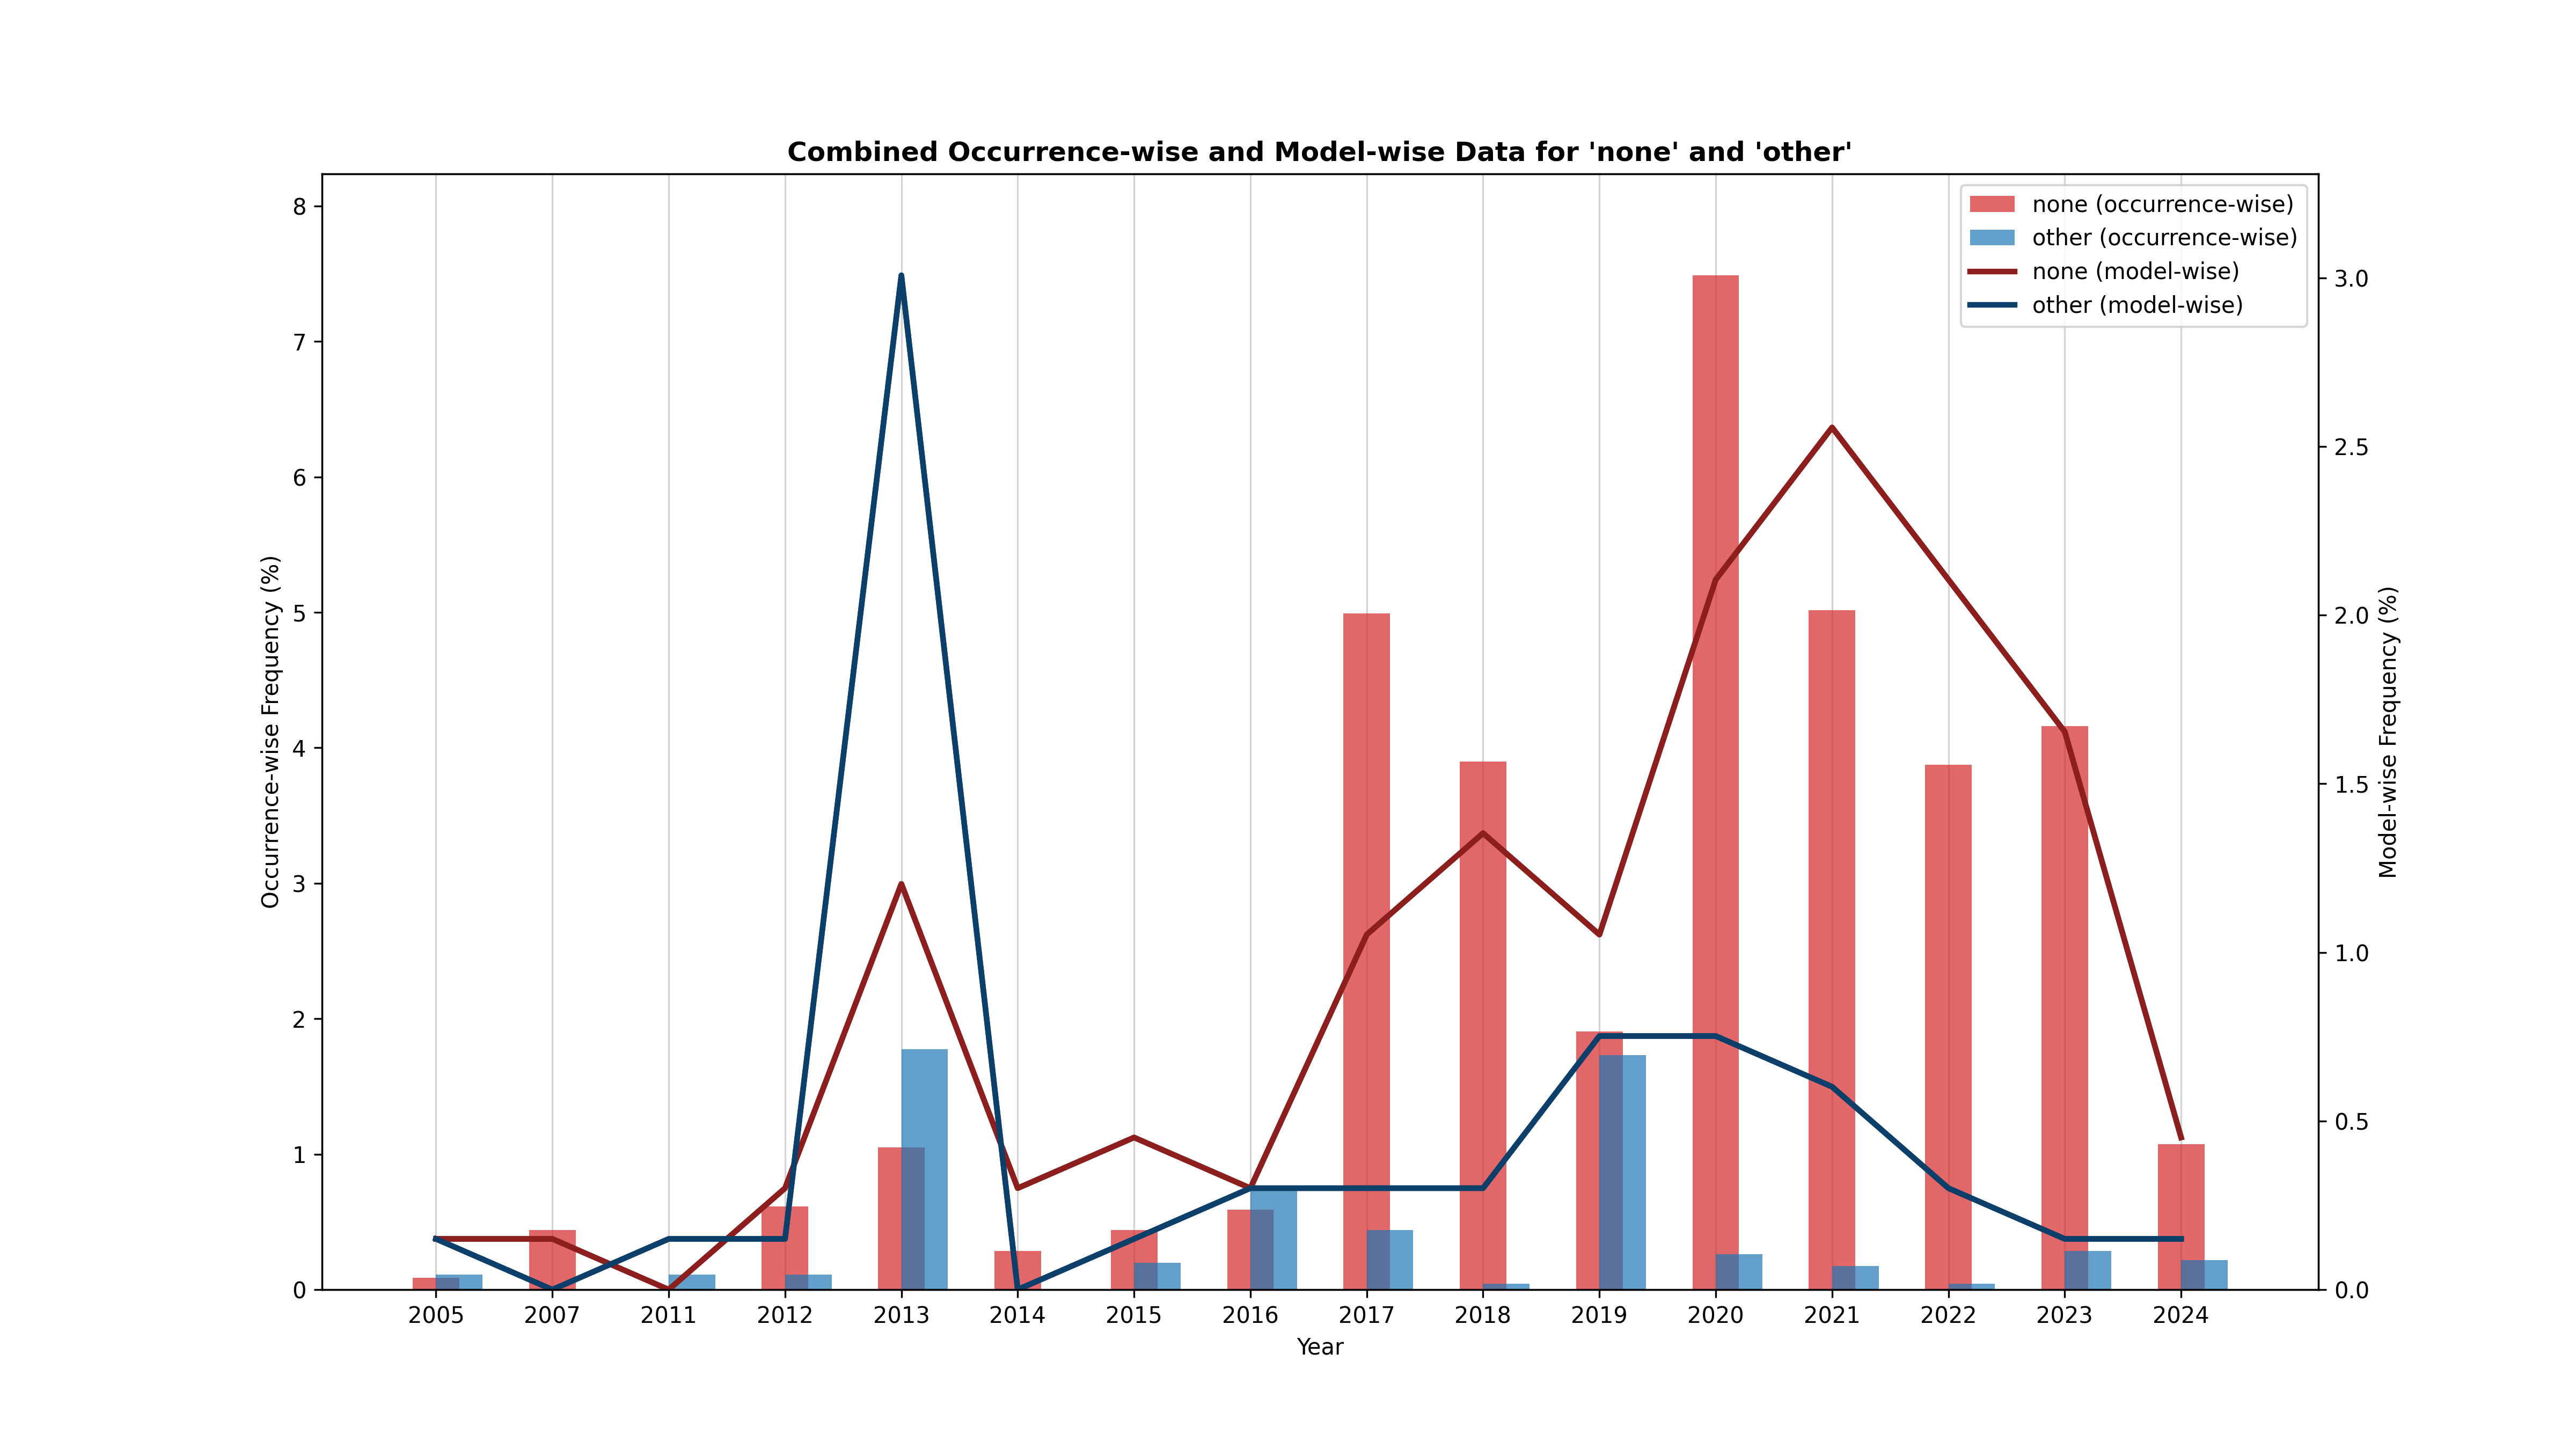 Combined Occurrence-wise and Model-wise Data for 'none' and 'other'
none (occurrence-wise)
other (occurrence-wise)
none (model-wise)
other (model-wise)
Occurrence-wise Frequency (%)
8
7
6
5
4
3
2
1
0
Model-wise Frequency (%)
3.0
2.5
2.0
1.5
1.0
0.5
0.0
2005 2007 2011 2012 2013 2014 2015 2016 2017 2018 2019 2020 2021 2022 2023 2024
Year